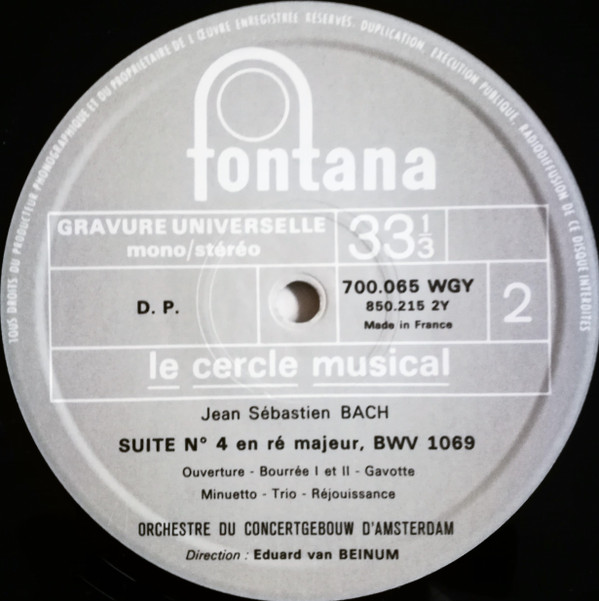 TOUS DROITS DU PRODUCTEUR PHONOGRAPHIQUE ET DU PROPRIETAIRE DE L ŒUVRE ENREGISTREE RÉSERVÉS. DUPLICATION, EXÉCUTION PUBLIQUE, RADIODIFFUSION DE CE DISQUE INTERDITES
fontana
GRAVURE UNIVERSELLE
mono/stéréo
33 1/3
D. P.
700.065 WGY
850.215 2Y
Made in France
2
le cercle musical
Jean Sébastien BACH
SUITE N° 4 en ré majeur, BWV 1069
Ouverture - Bourrée I et II - Gavotte
Minuetto - Trio - Réjouissance
ORCHESTRE DU CONCERTGEBOUW D'AMSTERDAM
Direction : Eduard van BEINUM